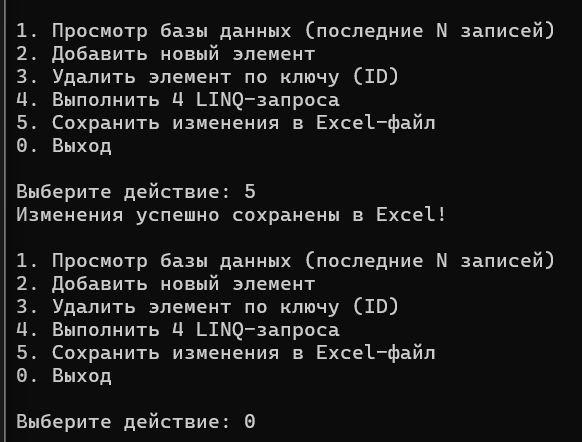 1. Просмотр базы данных (последние N записей)
2. Добавить новый элемент
3. Удалить элемент по ключу (ID)
4. Выполнить 4 LINQ-запроса
5. Сохранить изменения в Excel-файл
0. Выход
Выберите действие: 5
Изменения успешно сохранены в Excel!
1. Просмотр базы данных (последние N записей)
2. Добавить новый элемент
3. Удалить элемент по ключу (ID)
4. Выполнить 4 LINQ-запроса
5. Сохранить изменения в Excel-файл
0. Выход
Выберите действие: 0